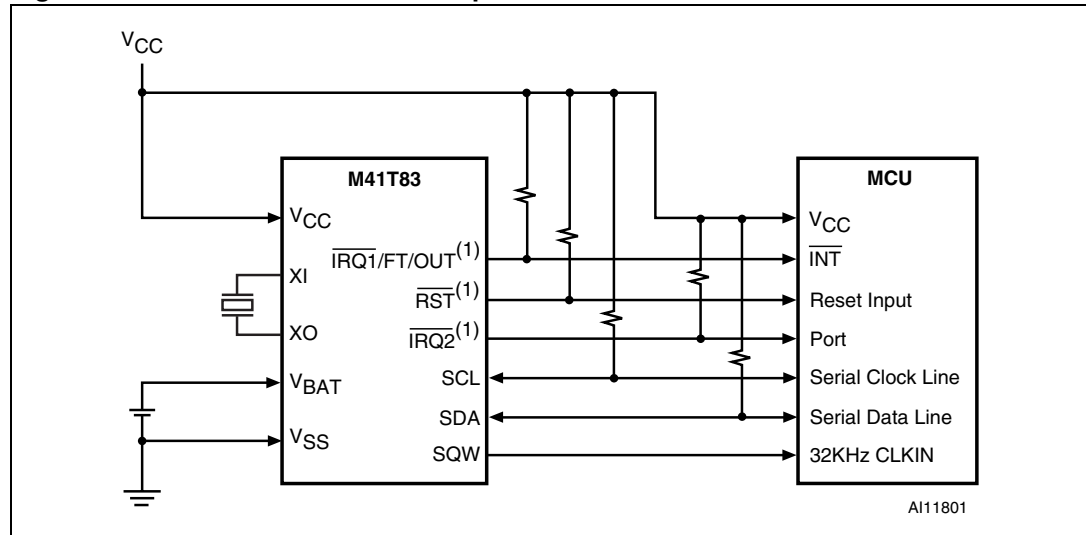 V_CC
M41T83
V_CC
XI
XO
V_BAT
V_SS
IRQ1/FT/OUT(1)
RST(1)
IRQ2(1)
SCL
SDA
SQW
MCU
V_CC
INT
Reset Input
Port
Serial Clock Line
Serial Data Line
32KHz CLKIN
AI11801